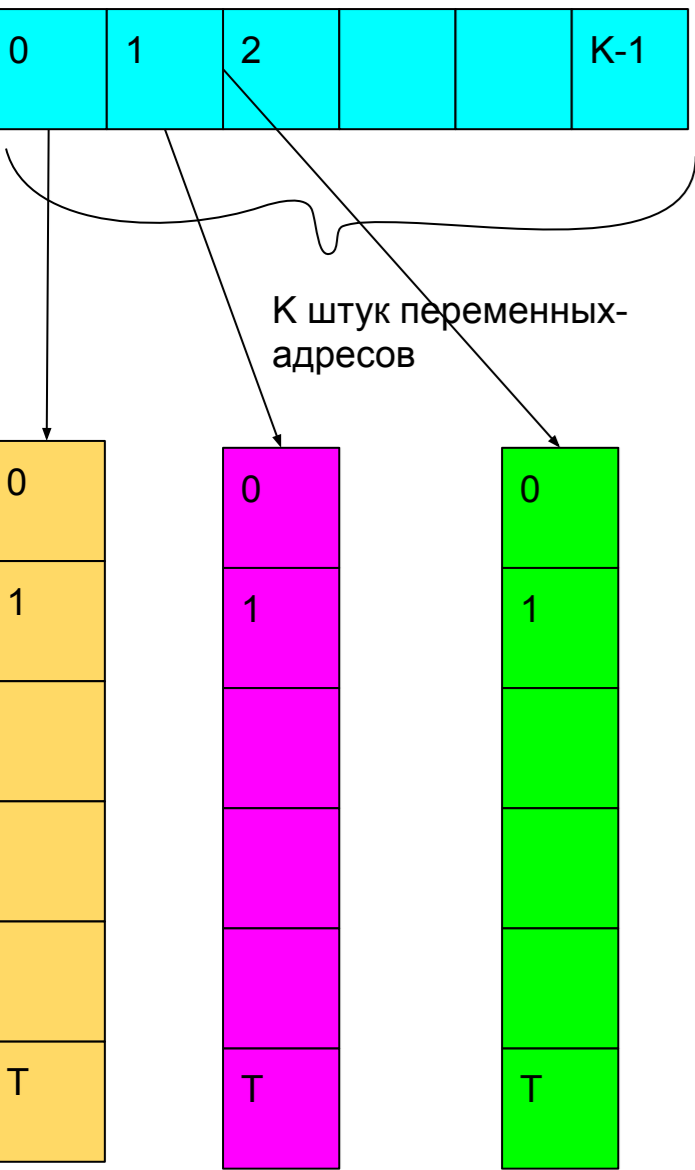 0 1 2 K-1
К штук переменных-
адресов
0 0 0
1 1 1
T T T